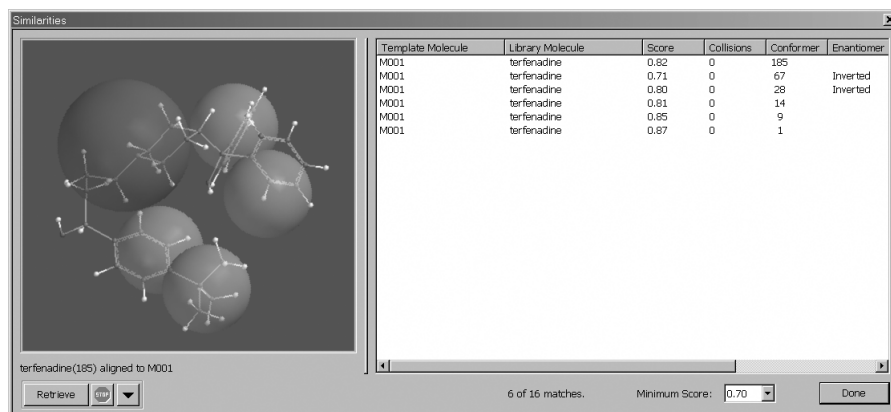 Similarities
Template Molecule Library Molecule Score Collisions Conformer Enantiomer
M001 terfenadine 0.82 0 185
M001 terfenadine 0.71 0 67 Inverted
M001 terfenadine 0.80 0 28 Inverted
M001 terfenadine 0.81 0 14
M001 terfenadine 0.85 0 9
M001 terfenadine 0.87 0 1
terfenadine(185) aligned to M001
Retrieve STOP 6 of 16 matches. Minimum Score: 0.70 Done